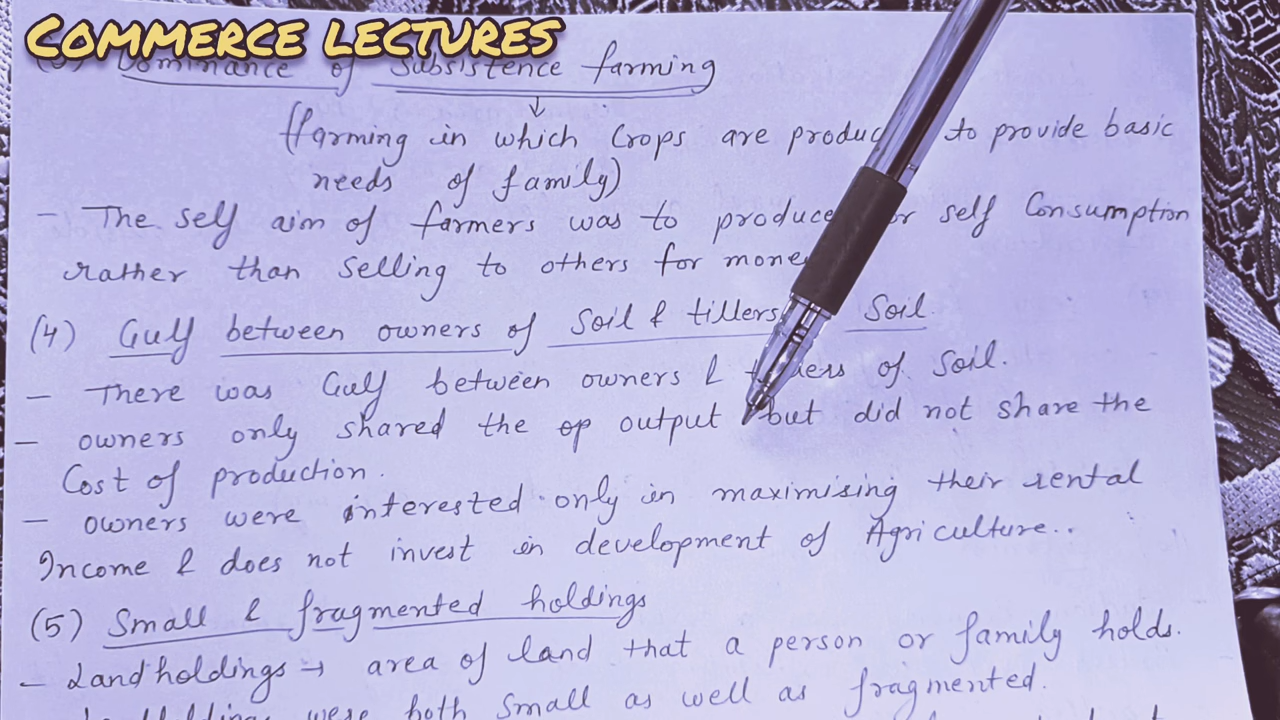 COMMERCE LECTURES
Dominance of Subsistence farming
(farming in which Crops are produc to provide basic
needs of family)
- The self aim of farmers was to produce self Consumption
rather than selling to others for mone
(4) Gulf between owners of Soil & tillers Soil
- There was Gulf between owners & of Soil.
- owners only shared the op output but did not share the
Cost of production.
- owners were interested only in maximising their rental
Income & does not invest in development of Agriculture..
(5) Small & fragmented holdings
- Landholdings → area of land that a person or family holds.
were both Small as well as fragmented.